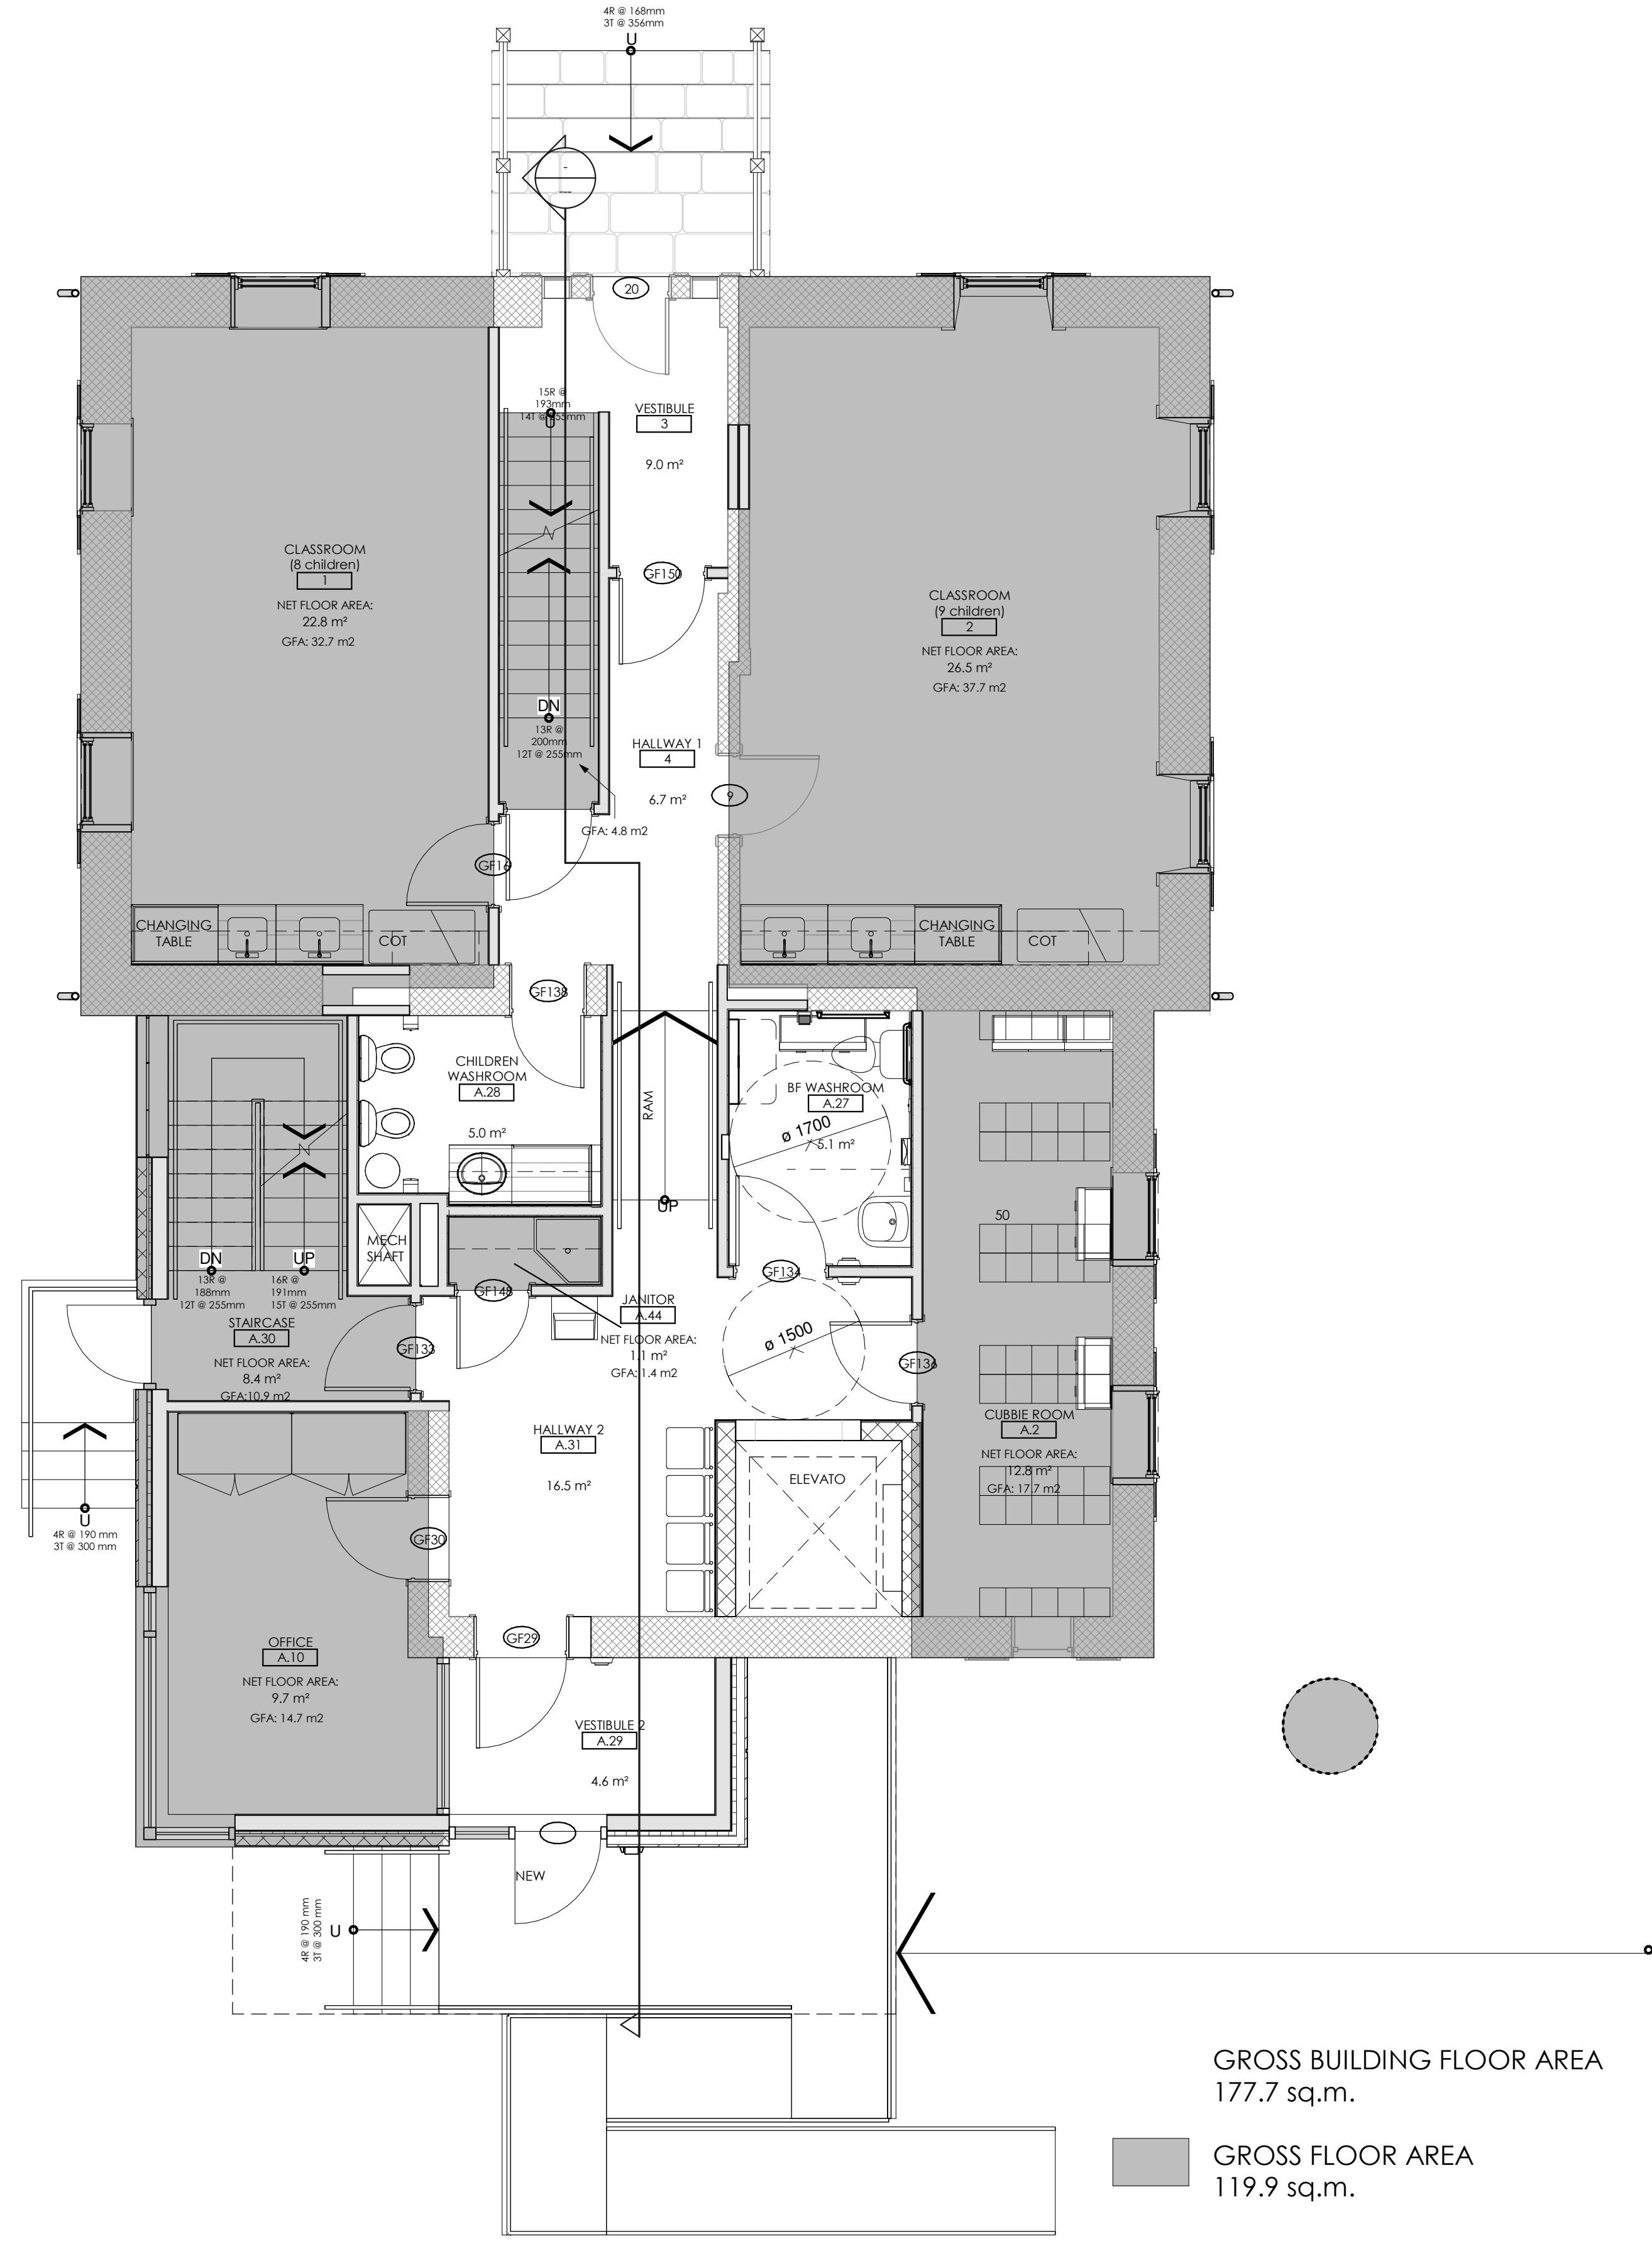 4R @ 168mm
3T @ 356mm
U
20
15R @
193mm
14T @ 255mm
U
VESTIBULE
3
9.0 m²
CLASSROOM
(8 children)
1
NET FLOOR AREA:
22.8 m²
GFA: 32.7 m2
GF150
CLASSROOM
(9 children)
2
NET FLOOR AREA:
26.5 m²
GFA: 37.7 m2
DN
13R @
200mm
12T @ 255mm
HALLWAY 1
4
6.7 m²
9
GFA: 4.8 m2
GF16
CHANGING
TABLE
COT
CHANGING
TABLE
COT
GF138
CHILDREN
WASHROOM
A.28
5.0 m²
RAM
UP
BF WASHROOM
A.27
ø 1700
5.1 m²
50
MECH
SHAFT
DN
UP
13R @
188mm
12T @ 255mm
16R @
191mm
15T @ 255mm
GF134
GF148
STAIRCASE
A.30
NET FLOOR AREA:
8.4 m²
GFA:10.9 m2
GF133
JANITOR
A.44
NET FLOOR AREA:
1.1 m²
GFA: 1.4 m2
ø 1500
GF136
HALLWAY 2
A.31
16.5 m²
ELEVATO
CUBBIE ROOM
A.2
NET FLOOR AREA:
12.8 m²
GFA: 17.7 m2
U
4R @ 190 mm
3T @ 300 mm
GF30
GF29
OFFICE
A.10
NET FLOOR AREA:
9.7 m²
GFA: 14.7 m2
VESTIBULE 2
A.29
4.6 m²
NEW
4R @ 190 mm
3T @ 300 mm
U
GROSS BUILDING FLOOR AREA
177.7 sq.m.
GROSS FLOOR AREA
119.9 sq.m.